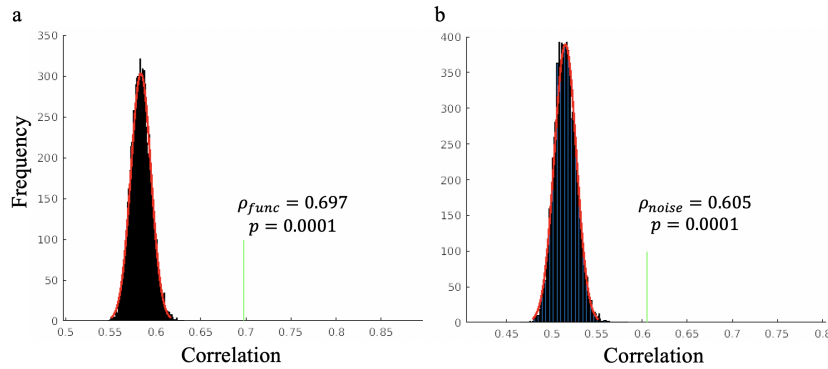 a
350
300
250
200
150
100
50
0
Frequency
ρfunc = 0.697
p = 0.0001
0.5 0.55 0.6 0.65 0.7 0.75 0.8 0.85
Correlation
b
400
350
300
250
200
150
100
50
0
ρnoise = 0.605
p = 0.0001
0.45 0.5 0.55 0.6 0.65 0.7 0.75 0.8
Correlation